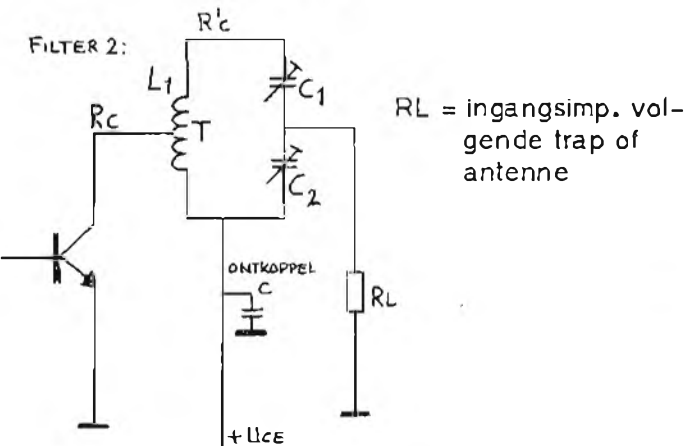 FILTER 2:
R'c
L1
C1
Rc
T
C2
RL = ingangsimp. vol-
gende trap of
antenne
ONTKOPPEL
C
RL
+UCE